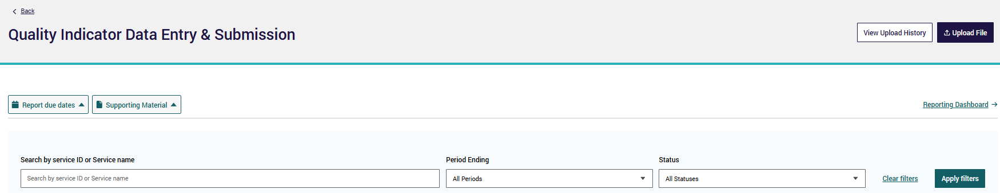 Back
Quality Indicator Data Entry & Submission
View Upload History
Upload File
Report due dates
Supporting Material
Reporting Dashboard
Search by service ID or Service name
Period Ending
Status
Search by service ID or Service name
All Periods
All Statuses
Clear filters
Apply filters